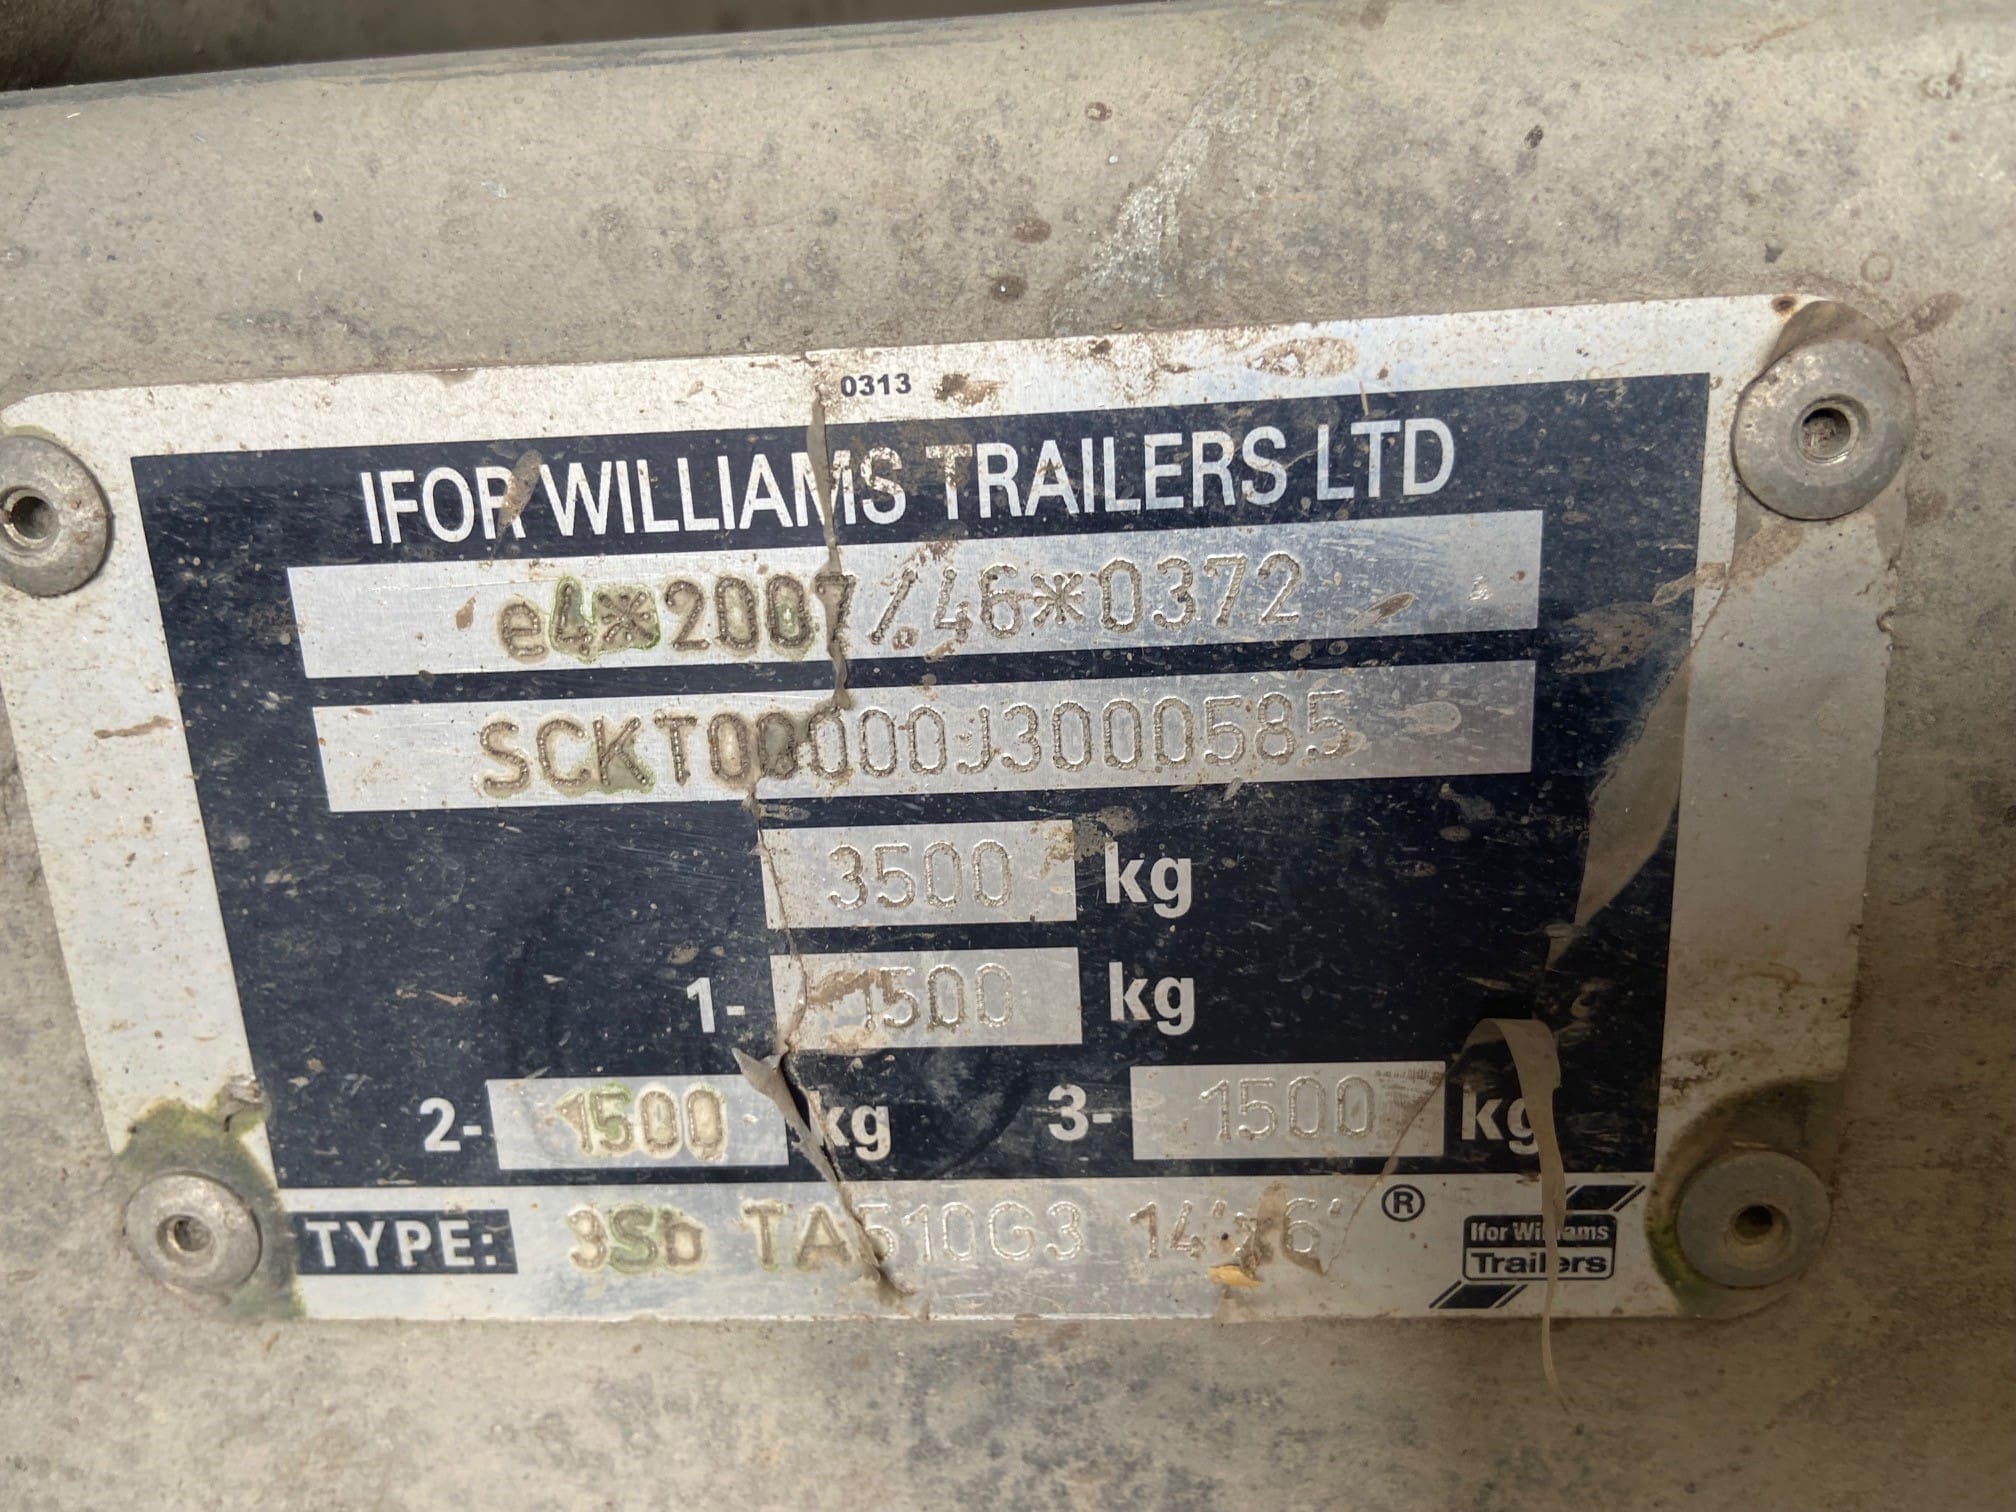 0313
IFOR WILLIAMS TRAILERS LTD
e4*2007/46*0372
SCKT00000J3000585
3500 kg
1- 1500 kg
2- 1500 kg 3- 1500 kg
TYPE: 3Sb TA510G3 14'x6' ®
Ifor Williams
Trailers